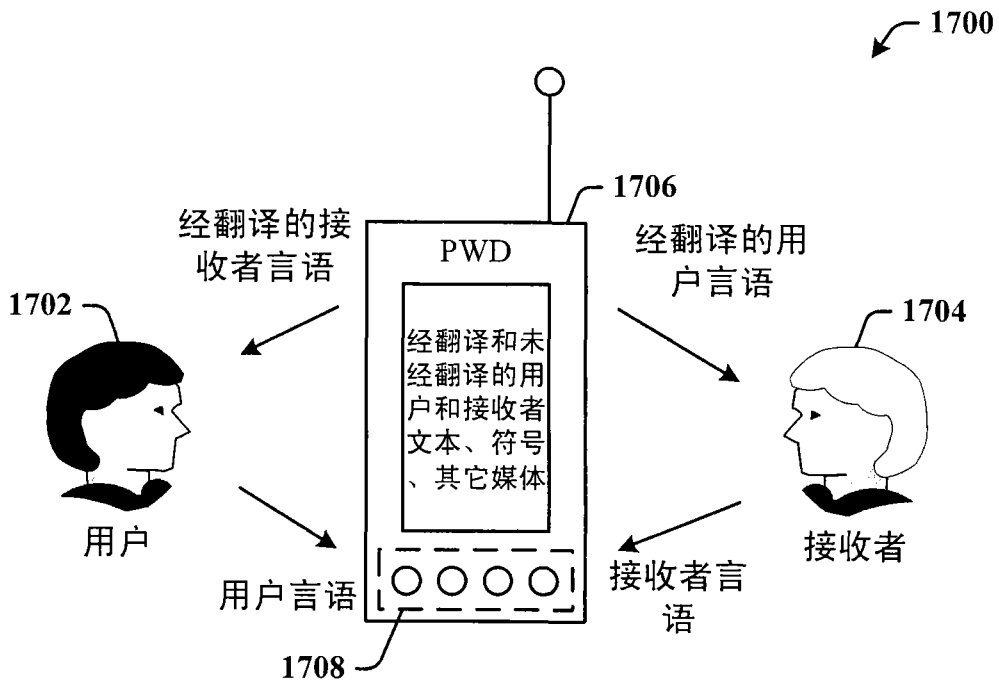 1700
1706
经翻译的接
收者言语
PWD
经翻译的用
户言语
1702
1704
经翻译和未
经翻译的用
户和接收者
文本、符号
、其它媒体
用户
接收者
用户言语
接收者言
语
1708